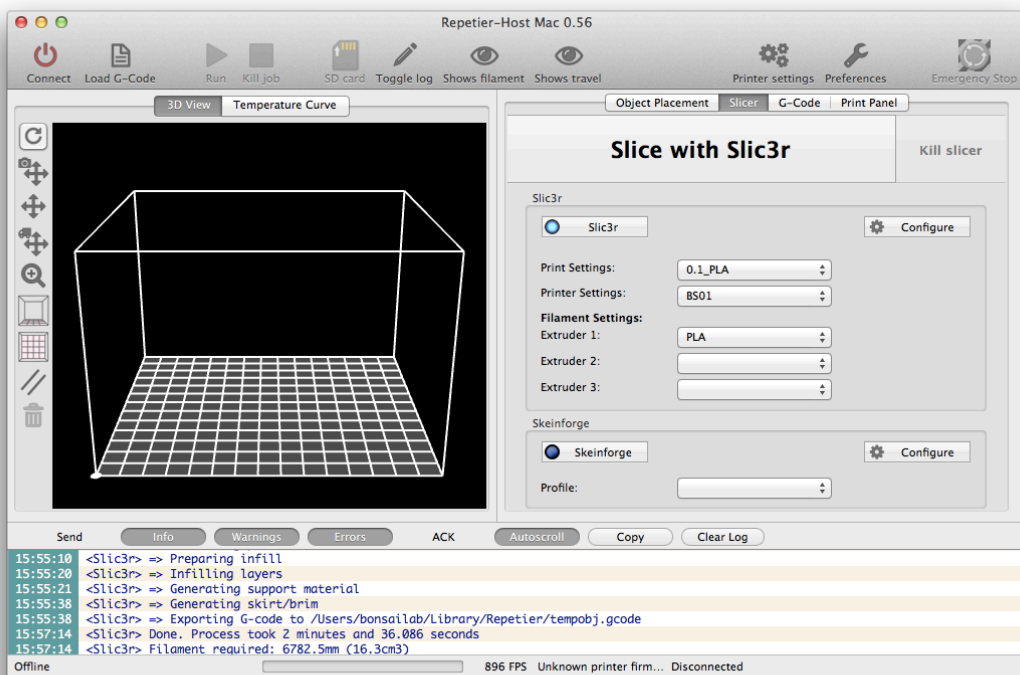 Repetier-Host Mac 0.56
Connect Load G-Code Run Kill job SD card Toggle log Shows filament Shows travel Printer settings Preferences Emergency Stop
3D View Temperature Curve
Object Placement Slicer G-Code Print Panel
Slice with Slic3r Kill slicer
Slic3r
Slic3r Configure
Print Settings: 0.1_PLA
Printer Settings: BS01
Filament Settings:
Extruder 1: PLA
Extruder 2:
Extruder 3:
Skeinforge
Skeinforge Configure
Profile:
Send Info Warnings Errors ACK Autoscroll Copy Clear Log
15:55:10 <Slic3r> => Preparing infill
15:55:20 <Slic3r> => Infilling layers
15:55:21 <Slic3r> => Generating support material
15:55:38 <Slic3r> => Generating skirt/brim
15:55:38 <Slic3r> => Exporting G-code to /Users/bonsailab/Library/Repetier/tempobj.gcode
15:57:14 <Slic3r> Done. Process took 2 minutes and 36.086 seconds
15:57:14 <Slic3r> Filament required: 6782.5mm (16.3cm3)
Offline 896 FPS Unknown printer firm... Disconnected